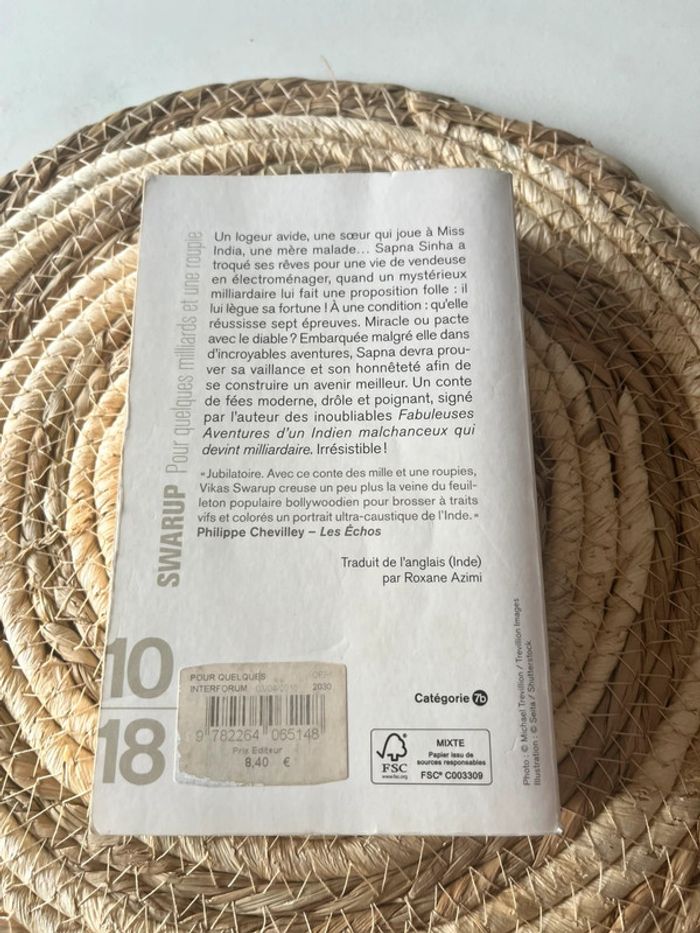 Un logeur avide, une sœur qui joue à Miss
India, une mère malade... Sapna Sinha a
troqué ses rêves pour une vie de vendeuse
en électroménager, quand un mystérieux
milliardaire lui fait une proposition folle : il
lui lègue sa fortune ! À une condition : qu'elle
réussisse sept épreuves. Miracle ou pacte
avec le diable ? Embarquée malgré elle dans
d'incroyables aventures, Sapna devra prou-
ver sa vaillance et son honnêteté afin de
se construire un avenir meilleur. Un conte
de fées moderne, drôle et poignant, signé
par l'auteur des inoubliables Fabuleuses
Aventures d'un Indien malchanceux qui
devint milliardaire. Irrésistible !
« Jubilatoire. Avec ce conte des mille et une roupies,
Vikas Swarup creuse un peu plus la veine du feuil-
leton populaire bollywoodien pour brosser à traits
vifs et colorés un portrait ultra-caustique de l'Inde. »
Philippe Chevilley – Les Échos
Traduit de l'anglais (Inde)
par Roxane Azimi
SWARUP Pour quelques milliards et une roupie
10
18
POUR QUELQUES
INTERFORUM 2030
9 782264 065148
Prix Editeur
8,40 €
Catégorie 7b
FSC
www.fsc.org
MIXTE
Papier issu de
sources responsables
FSC® C003309
Photo : © Michael Trevillion / Trevillion Images
Illustration : © Seita / Shutterstock